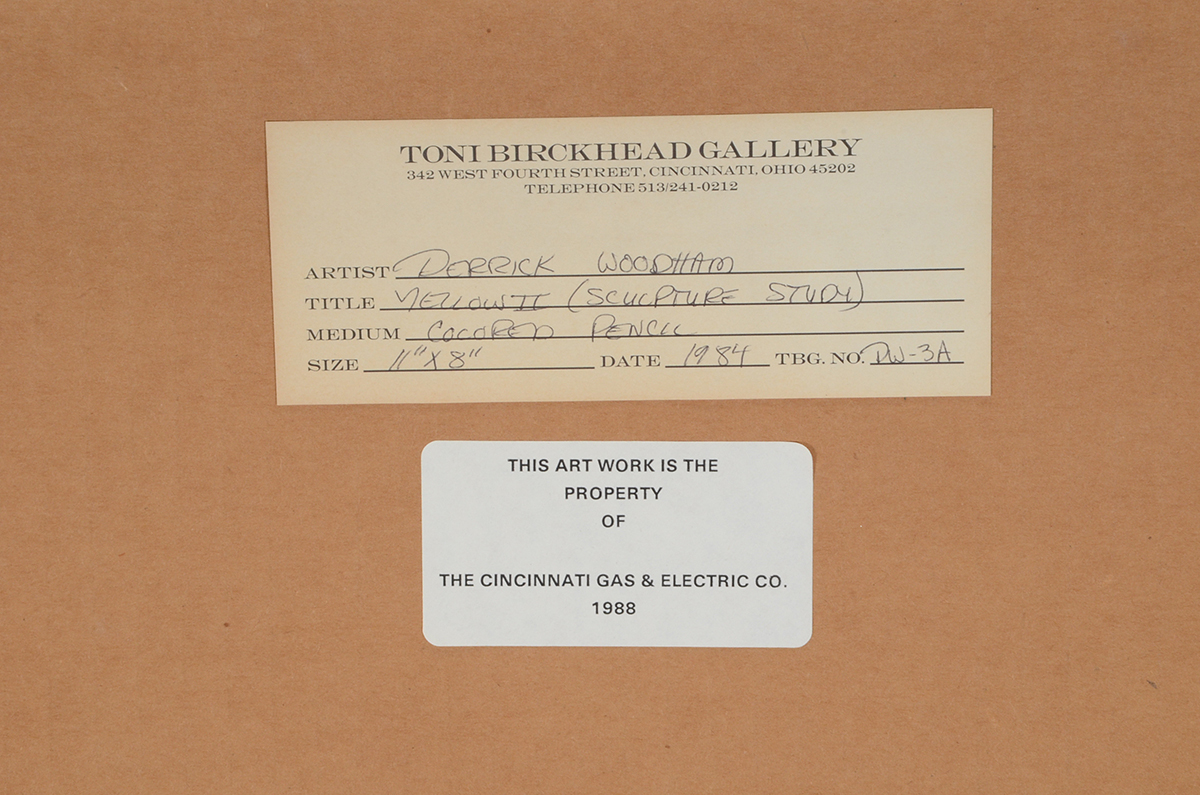 TONI BIRCKHEAD GALLERY
342 WEST FOURTH STREET, CINCINNATI, OHIO 45202
TELEPHONE 513/241-0212
ARTIST DERRICK WOODHAM
TITLE YELLOW II (SCULPTURE STUDY)
MEDIUM COLORED PENCIL
SIZE 11" X 8" DATE 1984 TBG. NO. DW-3A
THIS ART WORK IS THE
PROPERTY
OF
THE CINCINNATI GAS & ELECTRIC CO.
1988